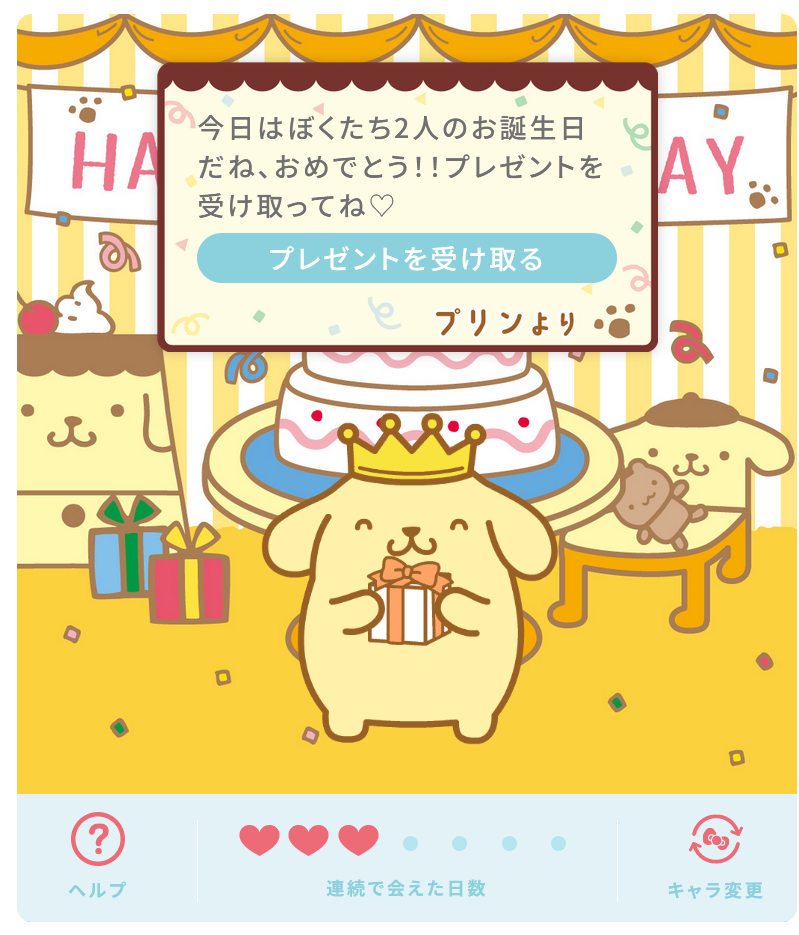 HA AY
今日はぼくたち2人のお誕生日
だね、おめでとう!!プレゼントを
受け取ってね♡
プレゼントを受け取る
プリンより
?
ヘルプ
連続で会えた日数
キャラ変更